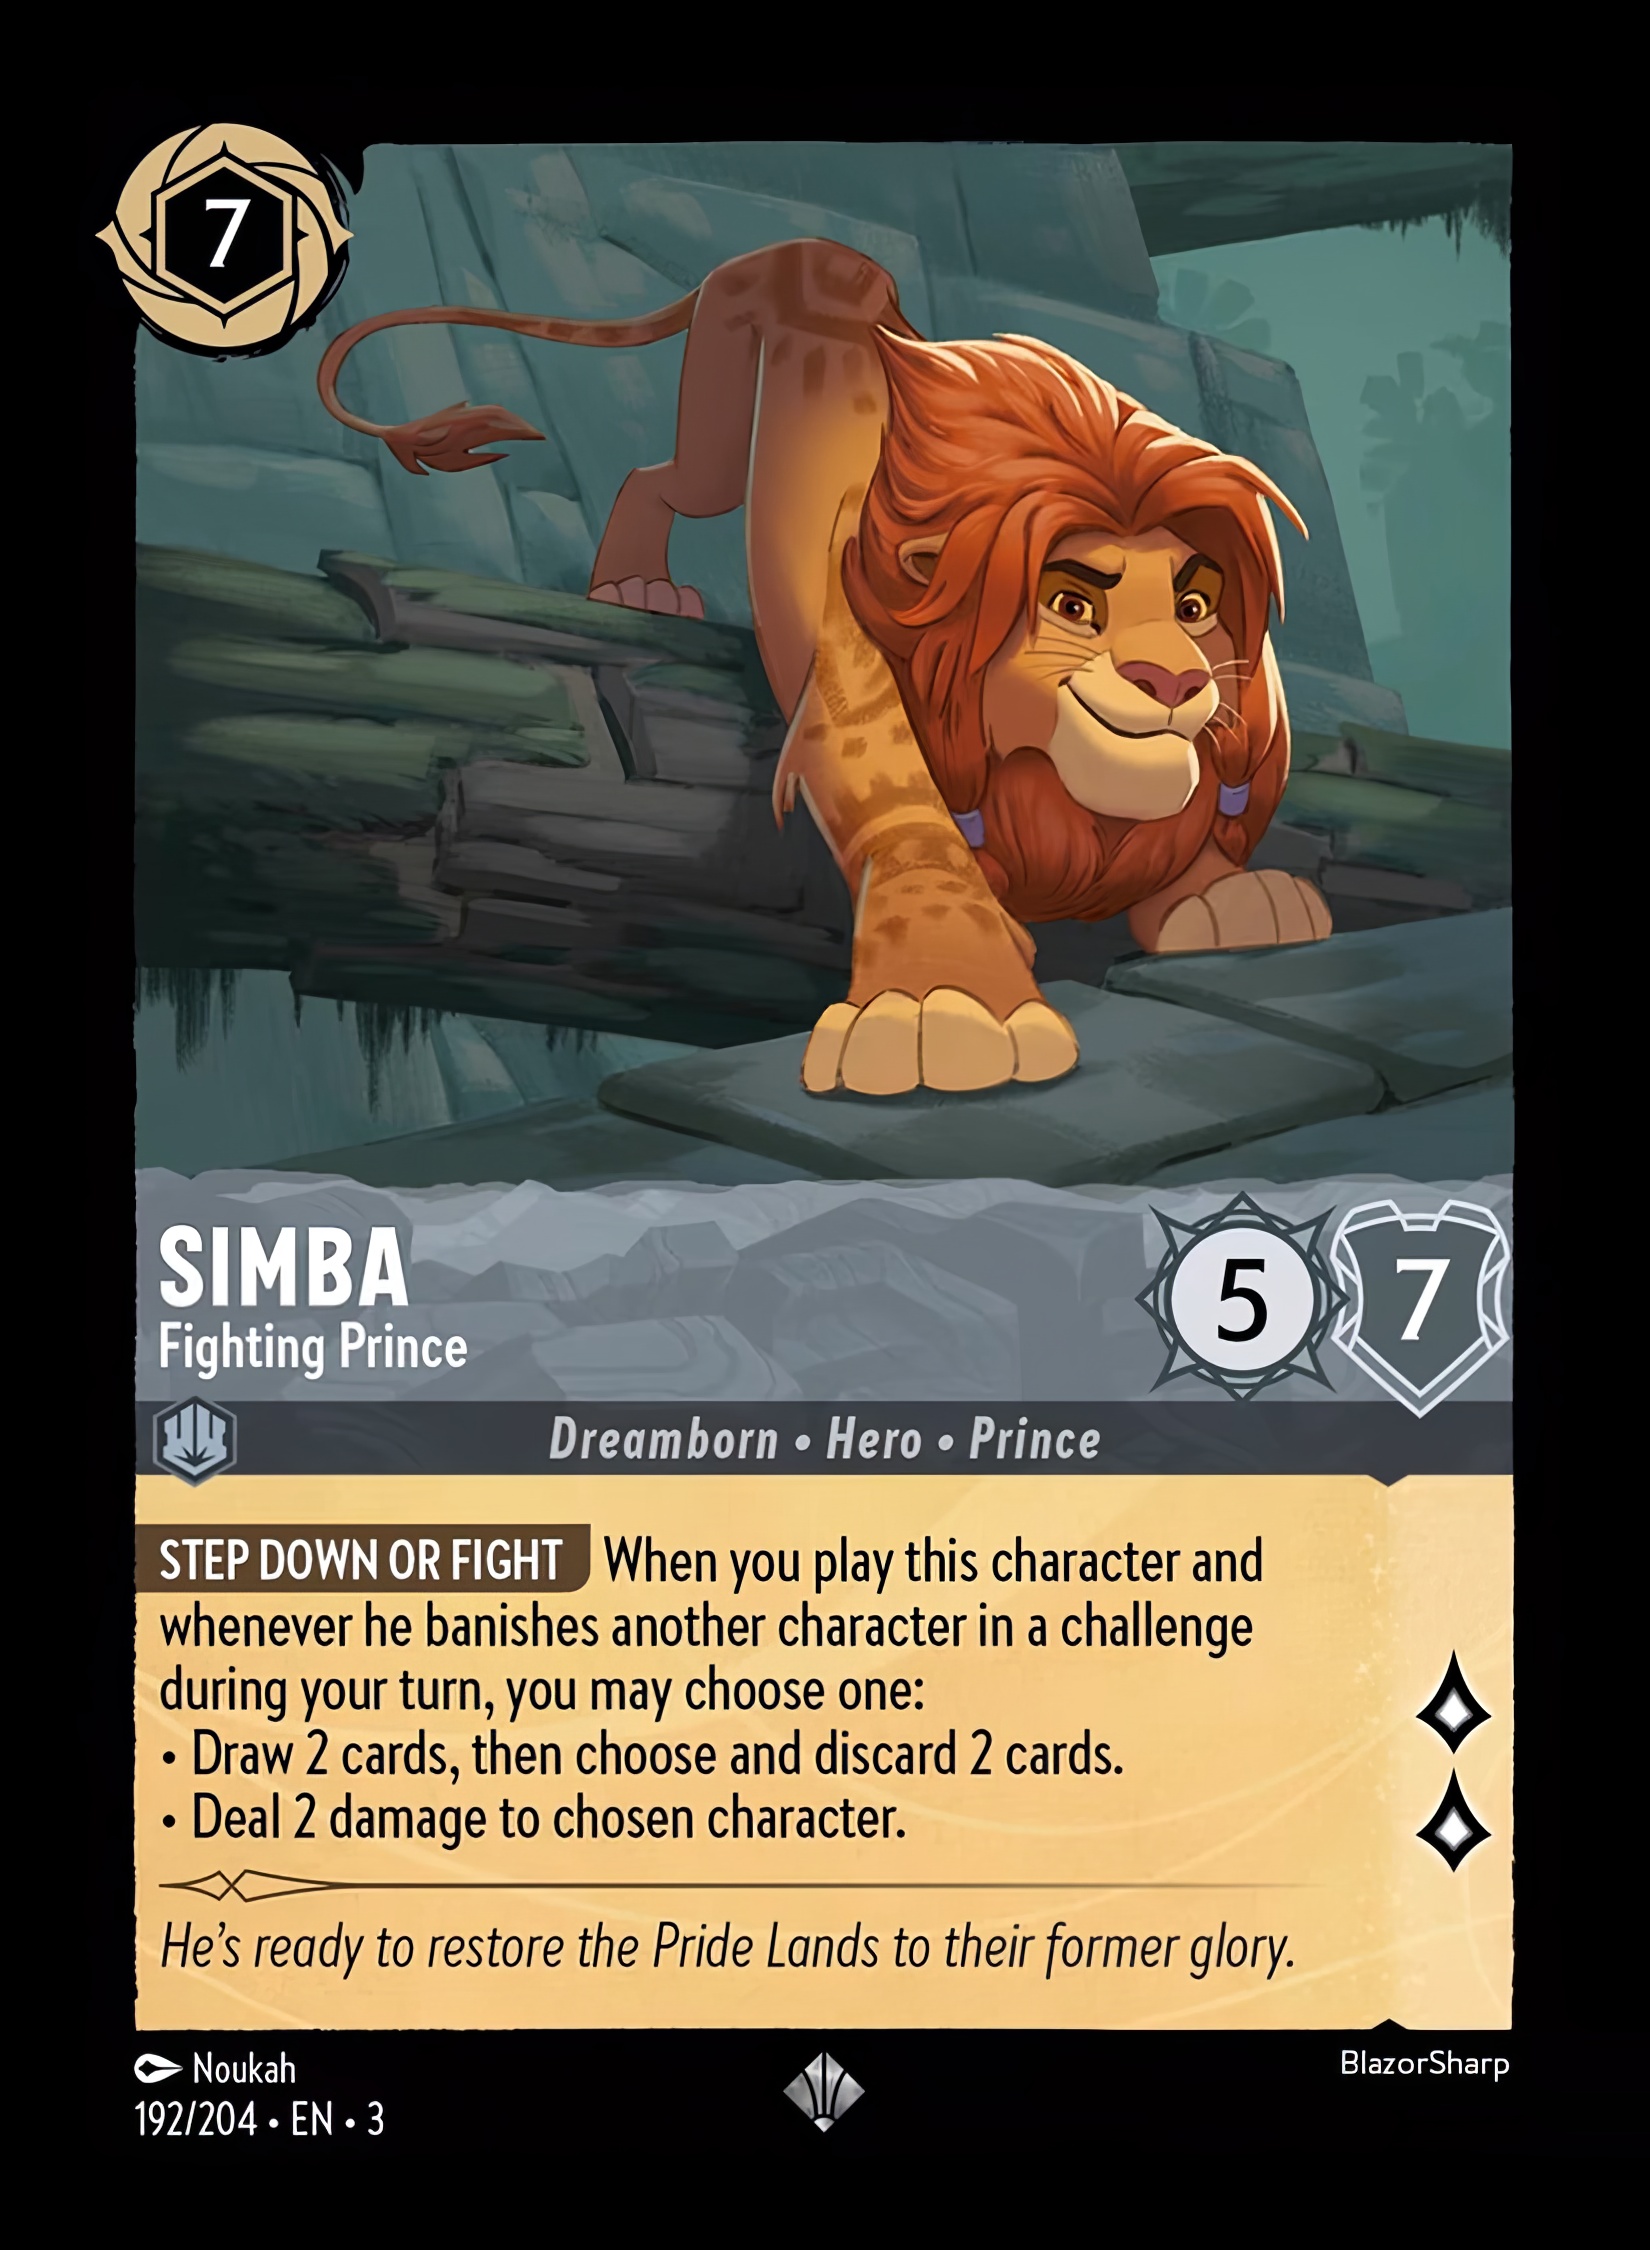 7
SIMBA
Fighting Prince
5 7
Dreamborn • Hero • Prince
STEP DOWN OR FIGHT When you play this character and
whenever he banishes another character in a challenge
during your turn, you may choose one:
• Draw 2 cards, then choose and discard 2 cards.
• Deal 2 damage to chosen character.
He's ready to restore the Pride Lands to their former glory.
Noukah
BlazorSharp
192/204 • EN • 3